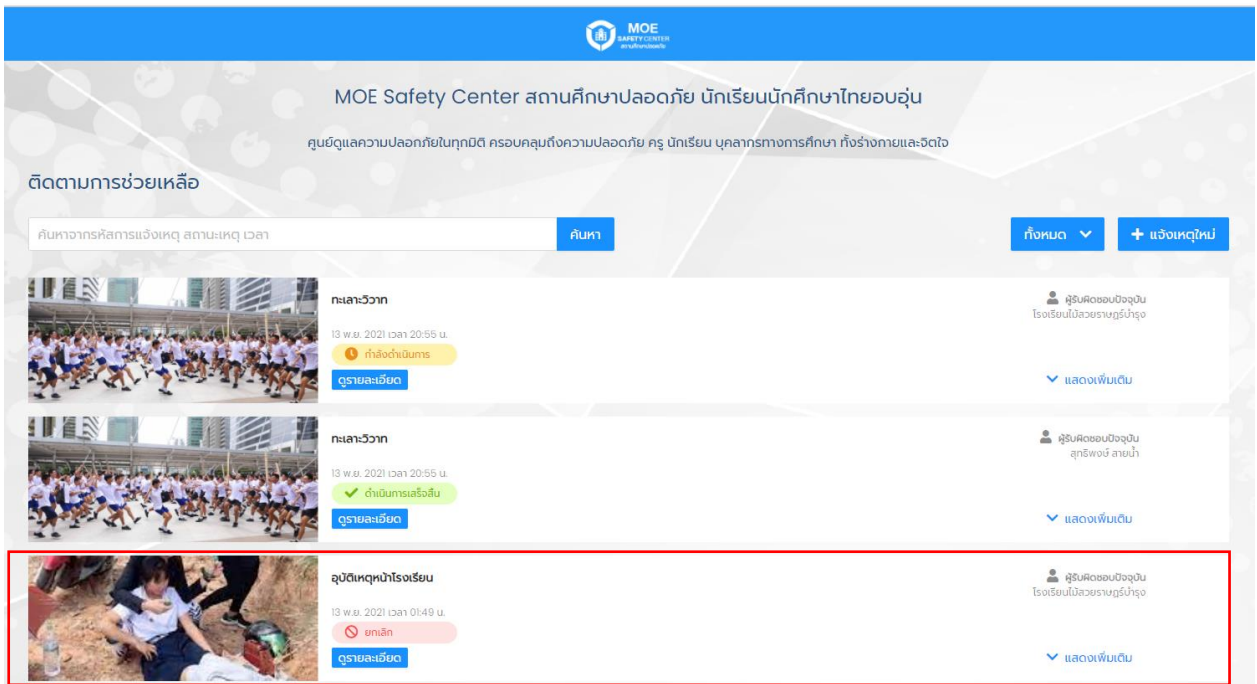 MOE
SAFETY CENTER
สถานศึกษาปลอดภัย
MOE Safety Center สถานศึกษาปลอดภัย นักเรียนนักศึกษาไทยอบอุ่น
ศูนย์ดูแลความปลอกภัยในทุกมิติ ครอบคลุมถึงความปลอดภัย ครู นักเรียน บุคลากรทางการศึกษา ทั้งร่างกายและจิตใจ
ติดตามการช่วยเหลือ
ค้นหาจากรหัสการแจ้งเหตุ สถานะเหตุ เวลา
ค้นหา
ทั้งหมด
+ แจ้งเหตุใหม่
ทะเลาะวิวาท
ผู้รับผิดชอบปัจจุบัน
โรงเรียนไม้สวยราษฎร์บำรุง
13 พ.ย. 2021 เวลา 20:55 น.
กำลังดำเนินการ
ดูรายละเอียด
แสดงเพิ่มเติม
ทะเลาะวิวาท
ผู้รับผิดชอบปัจจุบัน
สุทธิพงษ์ สายน้ำ
13 พ.ย. 2021 เวลา 20:55 น.
ดำเนินการเสร็จสิ้น
ดูรายละเอียด
แสดงเพิ่มเติม
อุบัติเหตุหน้าโรงเรียน
ผู้รับผิดชอบปัจจุบัน
โรงเรียนไม้สวยราษฎร์บำรุง
13 พ.ย. 2021 เวลา 01:49 น.
ยกเลิก
ดูรายละเอียด
แสดงเพิ่มเติม